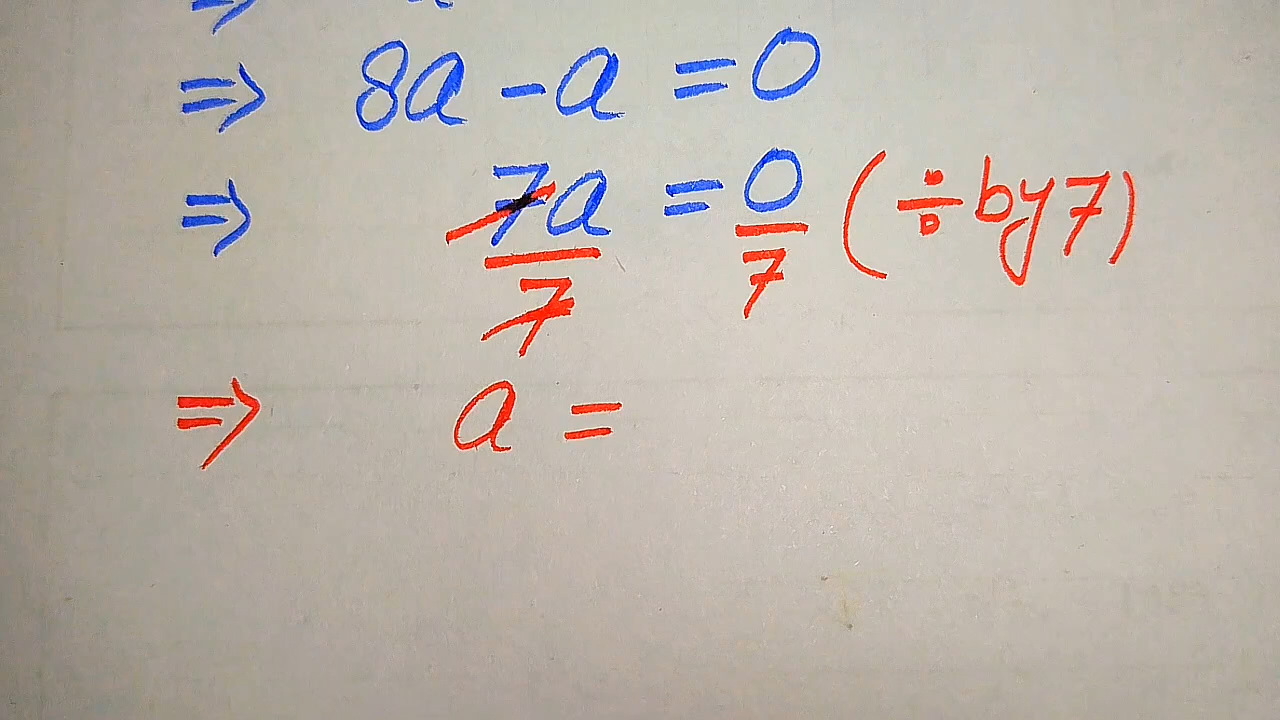 ⇒ 8a - a = 0
⇒ 7a/7 = 0/7 (÷ by 7)
⇒ a =